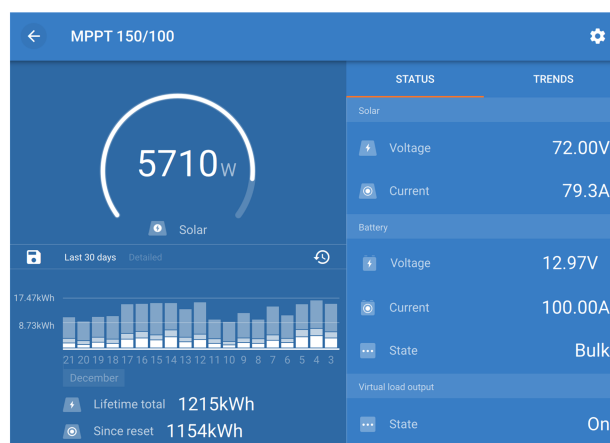 MPPT 150/100
5710W
Solar
Last 30 days Detailed
17.47kWh
8.73kWh
21 20 19 18 17 16 15 14 13 12 11 10 9 8 7 6 5 4 3
December
Lifetime total 1215kWh
Since reset 1154kWh
STATUS TRENDS
Solar
Voltage 72.00V
Current 79.3A
Battery
Voltage 12.97V
Current 100.00A
State Bulk
Virtual load output
State On